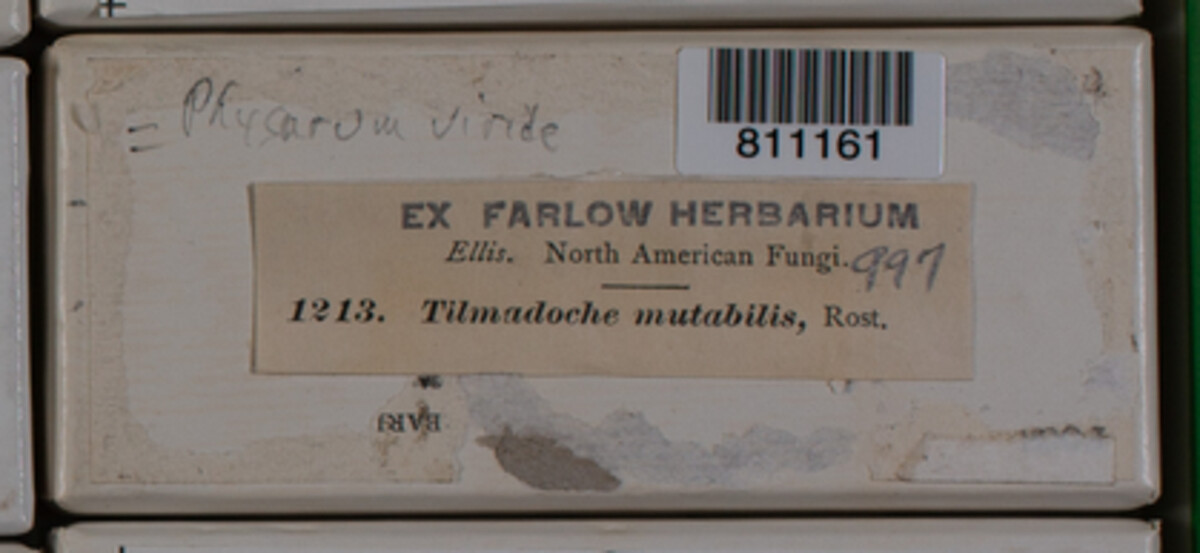 = Physarum viride
811161
EX FARLOW HERBARIUM
Ellis. North American Fungi. 997
1213. Tilmadoche mutabilis, Rost.